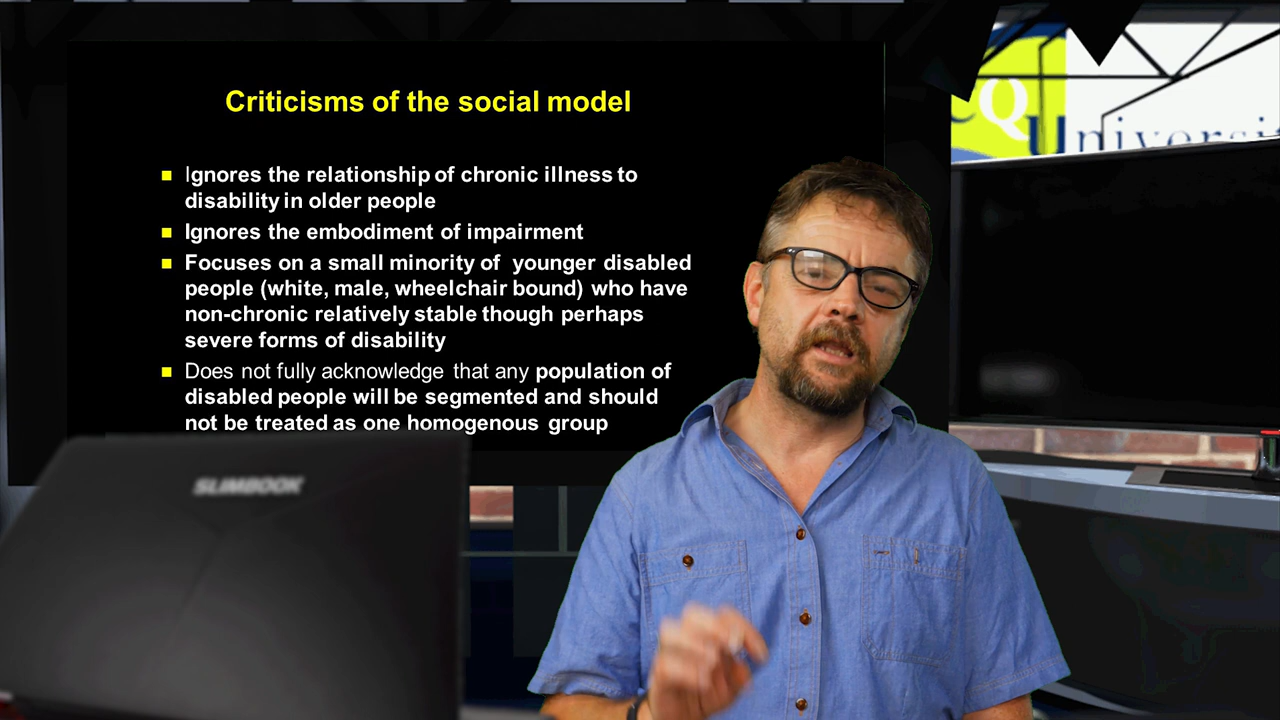 Criticisms of the social model
Ignores the relationship of chronic illness to
disability in older people
Ignores the embodiment of impairment
Focuses on a small minority of younger disabled
people (white, male, wheelchair bound) who have
non-chronic relatively stable though perhaps
severe forms of disability
Does not fully acknowledge that any population of
disabled people will be segmented and should
not be treated as one homogenous group
CQ
Universi
SLIMBOOK